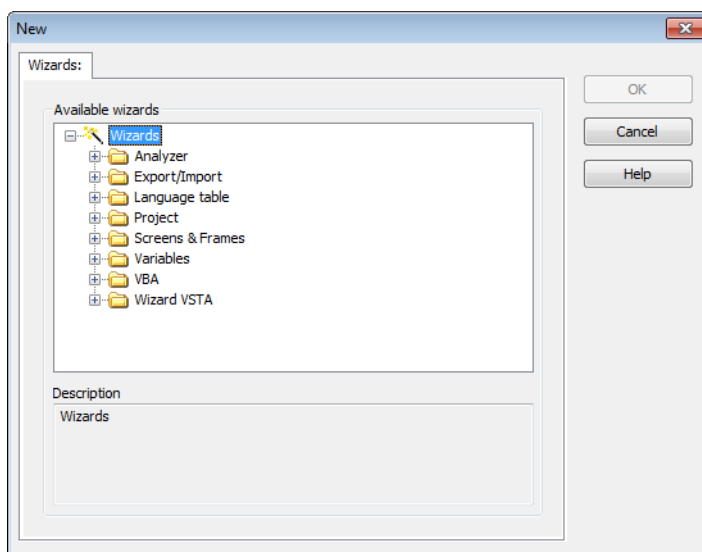 New
Wizards:
OK
Available wizards
Wizards
Cancel
Analyzer
Export/Import
Help
Language table
Project
Screens & Frames
Variables
VBA
Wizard VSTA
Description
Wizards